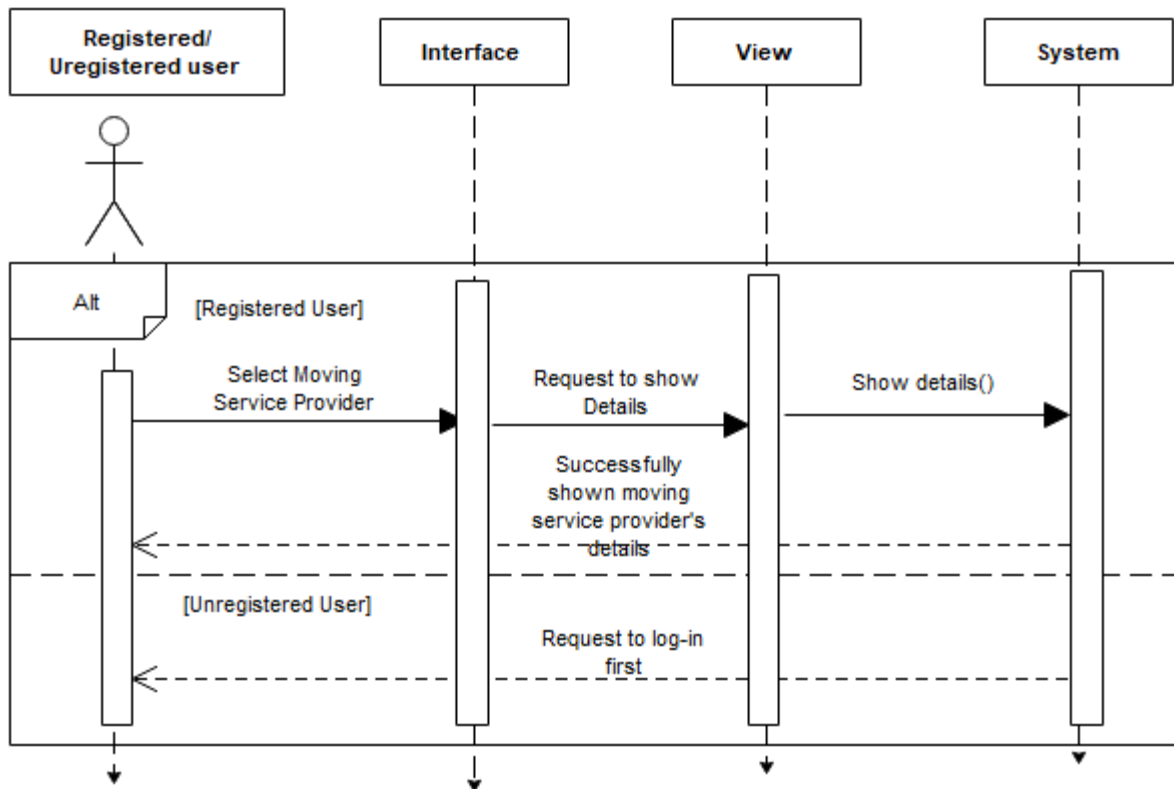 Registered/
Uregistered user
Interface
View
System
Alt
[Registered User]
Select Moving
Service Provider
Request to show
Details
Show details()
Successfully
shown moving
service provider's
details
[Unregistered User]
Request to log-in
first